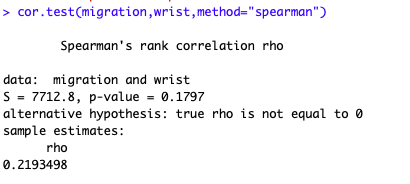 > cor.test(migration,wrist,method="spearman")
Spearman's rank correlation rho
data:  migration and wrist
S = 7712.8, p-value = 0.1797
alternative hypothesis: true rho is not equal to 0
sample estimates:
rho
0.2193498